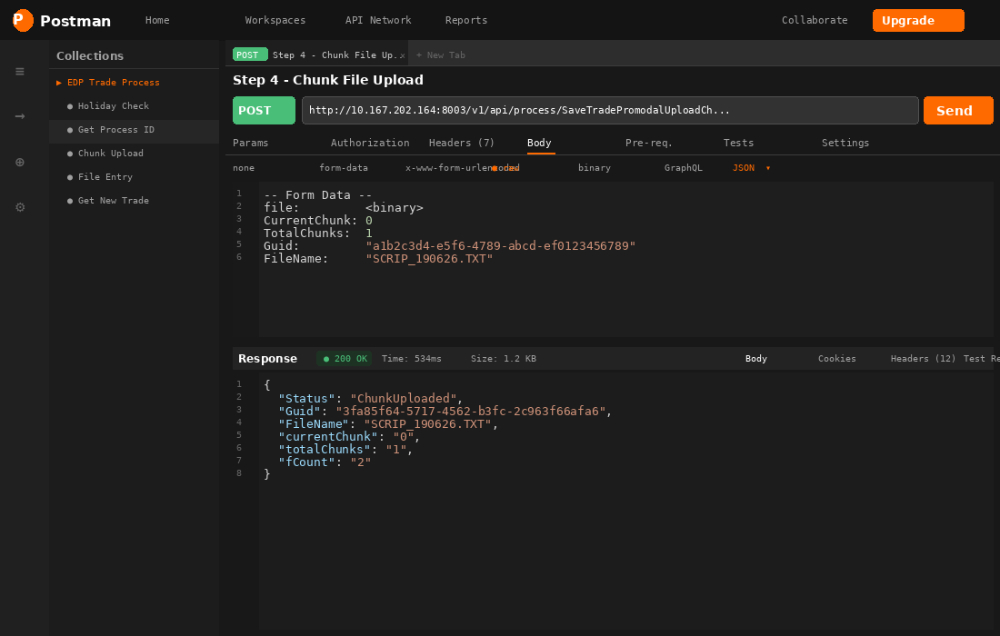 P Postman Home Workspaces API Network Reports Collaborate Upgrade
Collections
▶ EDP Trade Process
● Holiday Check
● Get Process ID
● Chunk Upload
● File Entry
● Get New Trade
POST Step 4 - Chunk File Up.. x + New Tab
Step 4 - Chunk File Upload
POST http://10.167.202.164:8003/v1/api/process/SaveTradePromodalUploadCh... Send
Params Authorization Headers (7) Body Pre-req. Tests Settings
none form-data x-www-form-urlencoded ● raw binary GraphQL JSON ▾
1 -- Form Data --
2 file: <binary>
3 CurrentChunk: 0
4 TotalChunks: 1
5 Guid: "a1b2c3d4-e5f6-4789-abcd-ef0123456789"
6 FileName: "SCRIP_190626.TXT"
Response ● 200 OK Time: 534ms Size: 1.2 KB Body Cookies Headers (12) Test Re
1 {
2 "Status": "ChunkUploaded",
3 "Guid": "3fa85f64-5717-4562-b3fc-2c963f66afa6",
4 "FileName": "SCRIP_190626.TXT",
5 "currentChunk": "0",
6 "totalChunks": "1",
7 "fCount": "2"
8 }